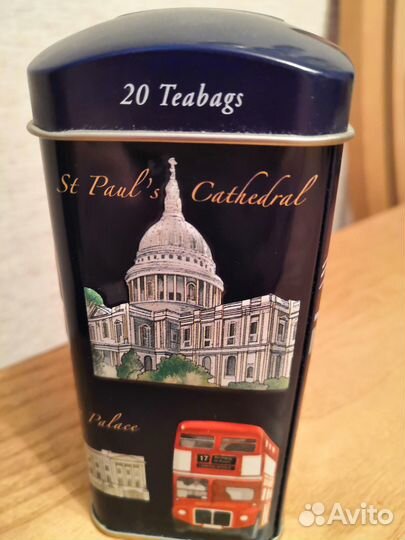 20 Teabags
St Paul's Cathedral
Palace
17
Avito